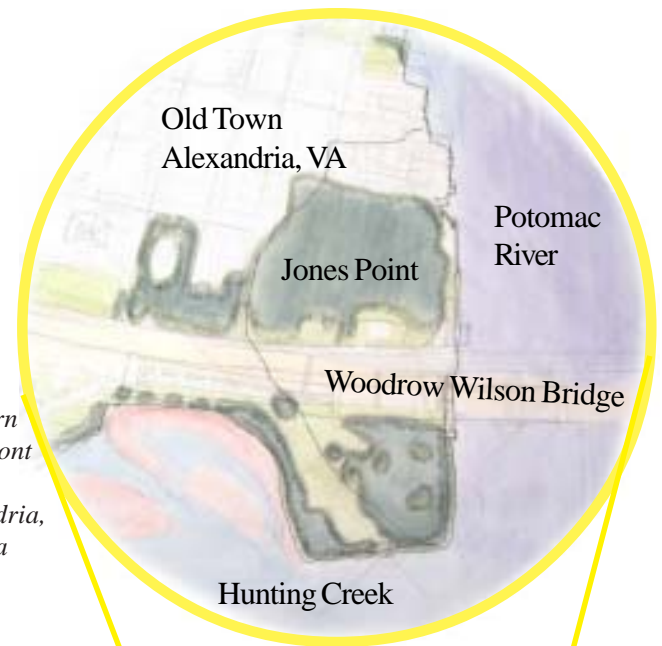 Old Town
Alexandria, VA
Potomac
River
Jones Point
Woodrow Wilson Bridge
Hunting Creek